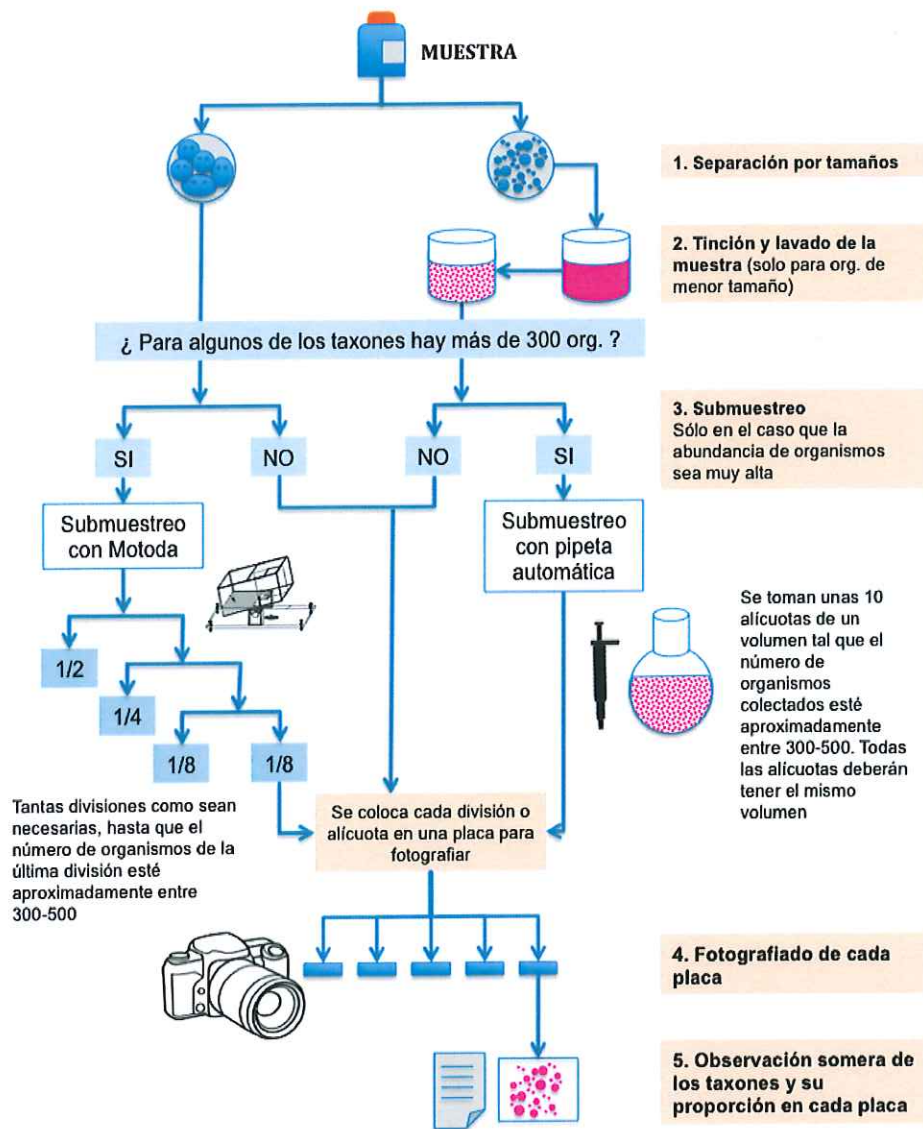 MUESTRA
1. Separación por tamaños
2. Tinción y lavado de la
muestra (solo para org. de
menor tamaño)
¿ Para algunos de los taxones hay más de 300 org. ?
3. Submuestreo
Sólo en el caso que la
abundancia de organismos
sea muy alta
SI
NO
NO
SI
Submuestreo
con Motoda
Submuestreo
con pipeta
automática
1/2
1/4
1/8
1/8
Se toman unas 10
alícuotas de un
volumen tal que el
número de
organismos
colectados esté
aproximadamente
entre 300-500. Todas
las alícuotas deberán
tener el mismo
volumen
Tantas divisiones como sean
necesarias, hasta que el
número de organismos de la
última división esté
aproximadamente entre
300-500
Se coloca cada división o
alícuota en una placa para
fotografiar
4. Fotografiado de cada
placa
5. Observación somera de
los taxones y su
proporción en cada placa